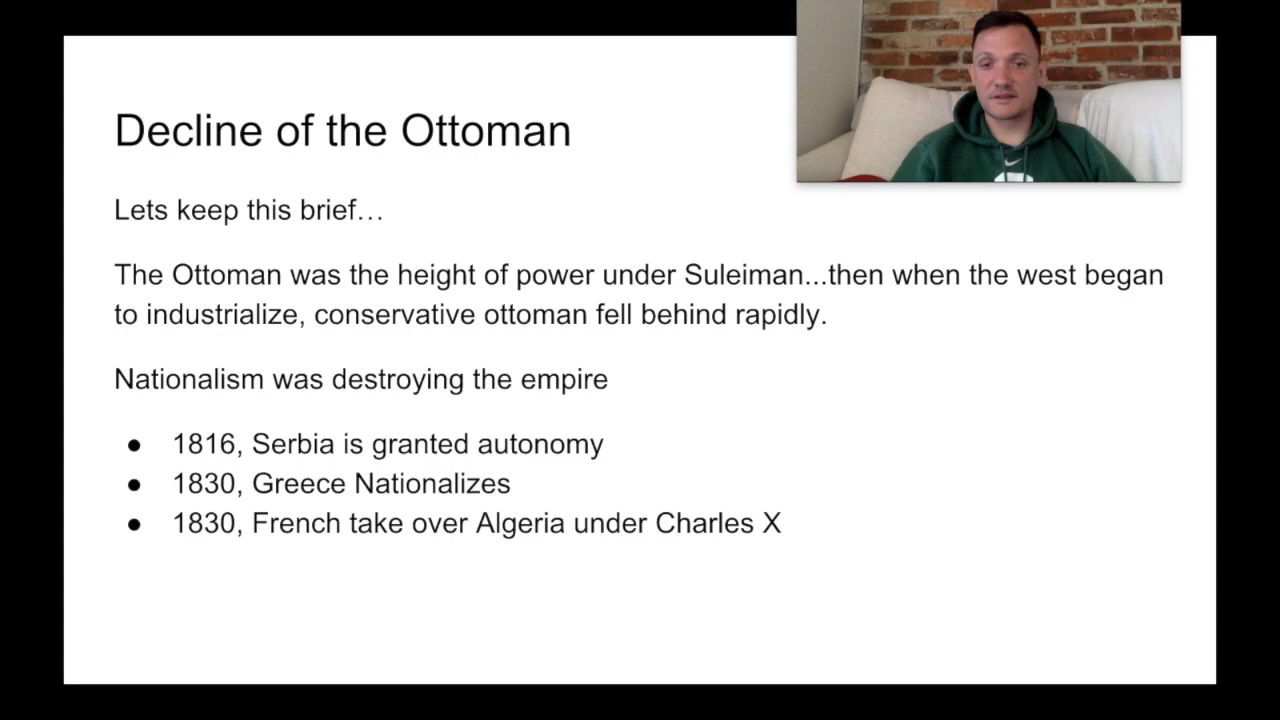 Decline of the Ottoman
Lets keep this brief…
The Ottoman was the height of power under Suleiman...then when the west began
to industrialize, conservative ottoman fell behind rapidly.
Nationalism was destroying the empire
● 1816, Serbia is granted autonomy
● 1830, Greece Nationalizes
● 1830, French take over Algeria under Charles X